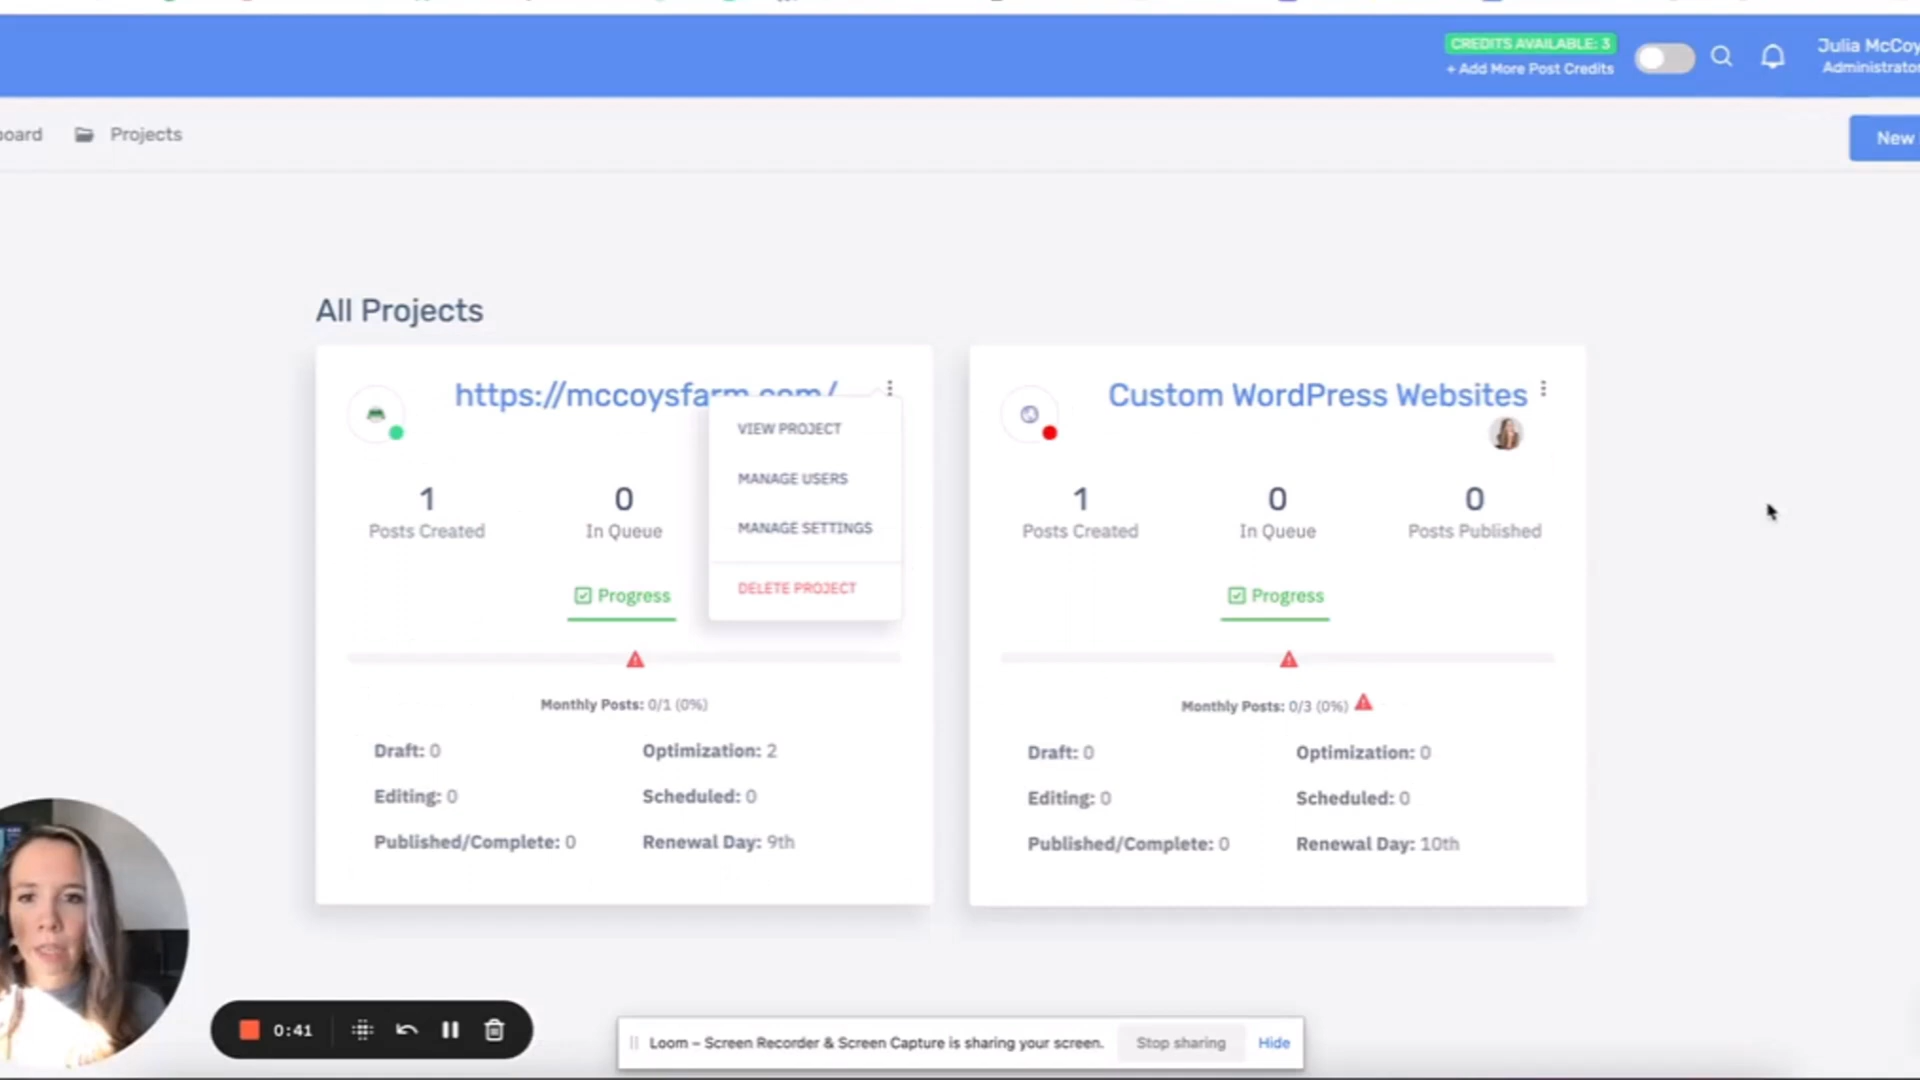 CREDITS AVAILABLE: 3
+ Add More Post Credits
Julia McCoy
Administrator
board
Projects
New
All Projects
https://mccoysfarm.com/
VIEW PROJECT
MANAGE USERS
MANAGE SETTINGS
DELETE PROJECT
1
Posts Created
0
In Queue
Progress
Monthly Posts: 0/1 (0%)
Draft: 0
Optimization: 2
Editing: 0
Scheduled: 0
Published/Complete: 0
Renewal Day: 9th
Custom WordPress Websites
1
Posts Created
0
In Queue
0
Posts Published
Progress
Monthly Posts: 0/3 (0%)
Draft: 0
Optimization: 0
Editing: 0
Scheduled: 0
Published/Complete: 0
Renewal Day: 10th
0:41
Loom – Screen Recorder & Screen Capture is sharing your screen.
Stop sharing
Hide